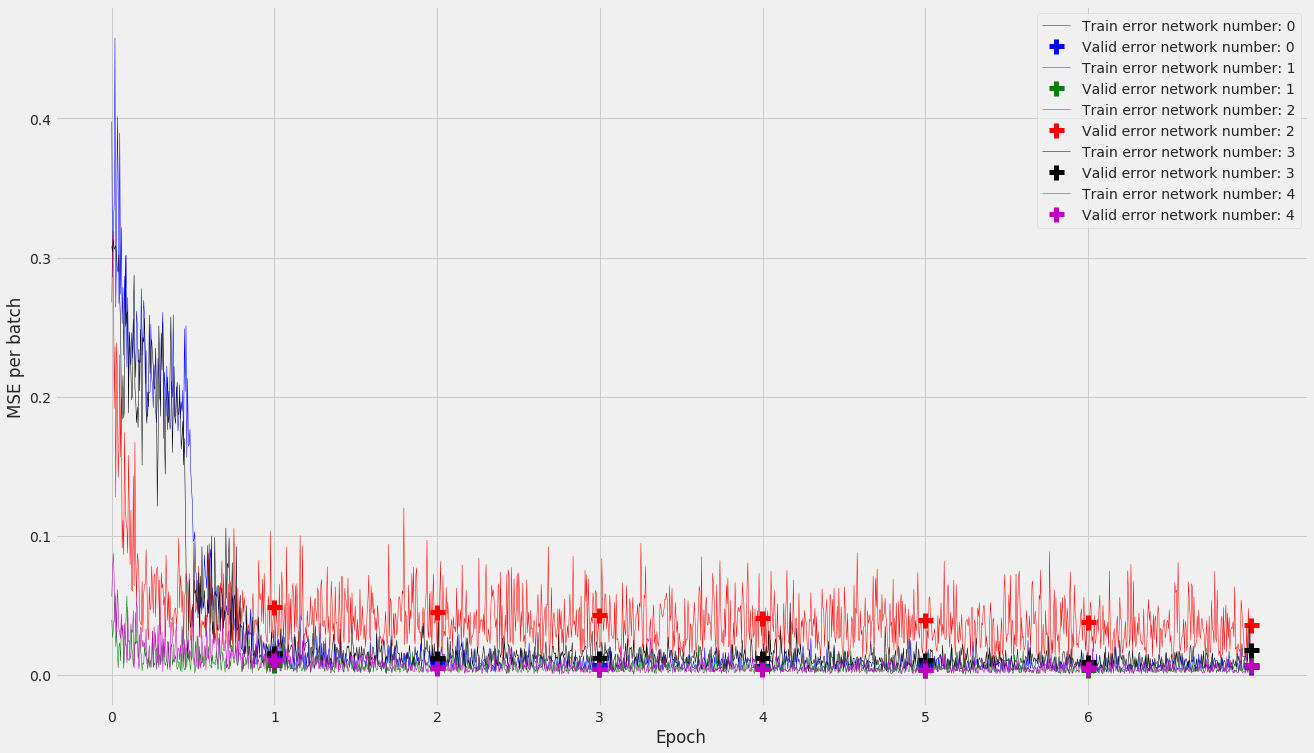 Train error network number: 0
Valid error network number: 0
Train error network number: 1
Valid error network number: 1
Train error network number: 2
Valid error network number: 2
Train error network number: 3
Valid error network number: 3
Train error network number: 4
Valid error network number: 4
MSE per batch
0.4
0.3
0.2
0.1
0.0
0 1 2 3 4 5 6
Epoch